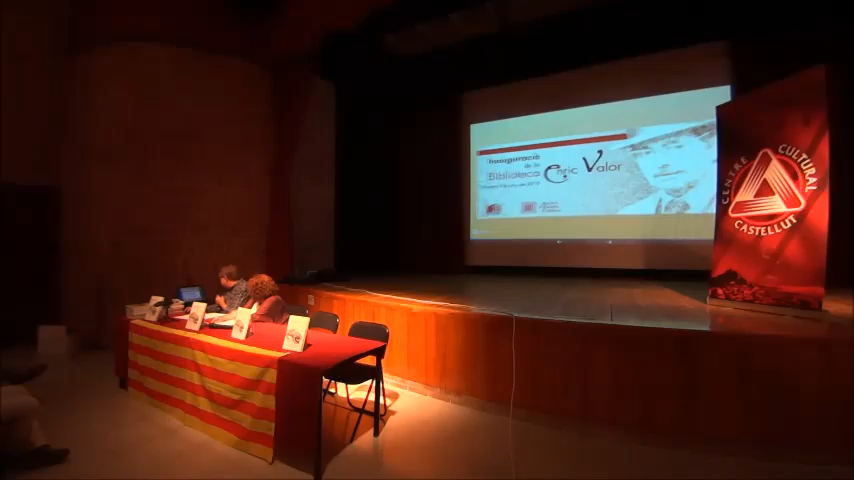 Inauguració
de la
Biblioteca
Enric Valor
CENTRE CULTURAL
CASTELLUT